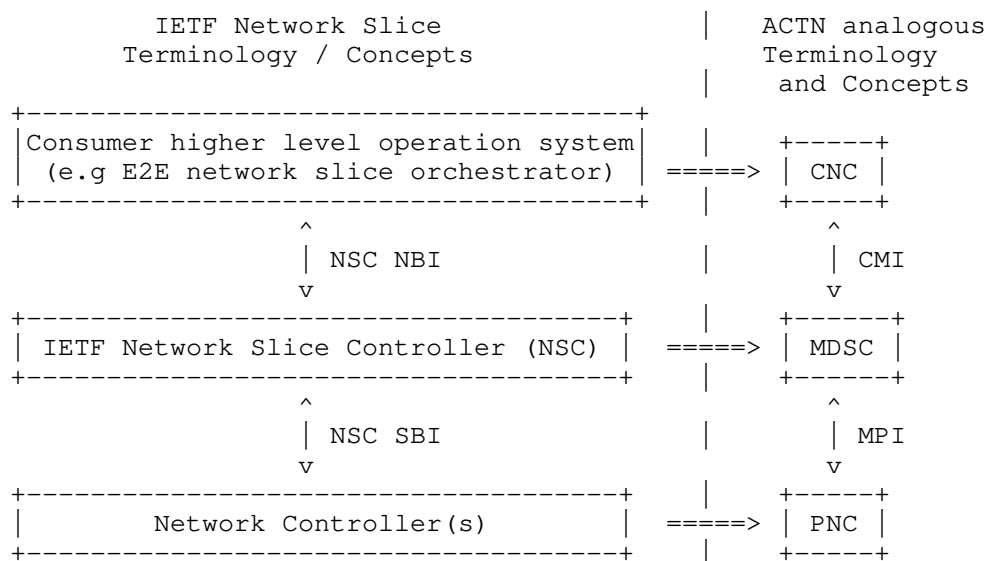 IETF Network Slice | ACTN analogous
Terminology / Concepts Terminology
| and Concepts
+---------------------------------------+
|Consumer higher level operation system| | +-----+
| (e.g E2E network slice orchestrator) | =====> | CNC |
+---------------------------------------+ | +-----+
^ ^
| NSC NBI | | CMI
v v
+-------------------------------------+ | +------+
| IETF Network Slice Controller (NSC) | =====> | MDSC |
+-------------------------------------+ | +------+
^ ^
| NSC SBI | | MPI
v v
+-------------------------------------+ | +-----+
| Network Controller(s) | =====> | PNC |
+-------------------------------------+ | +-----+